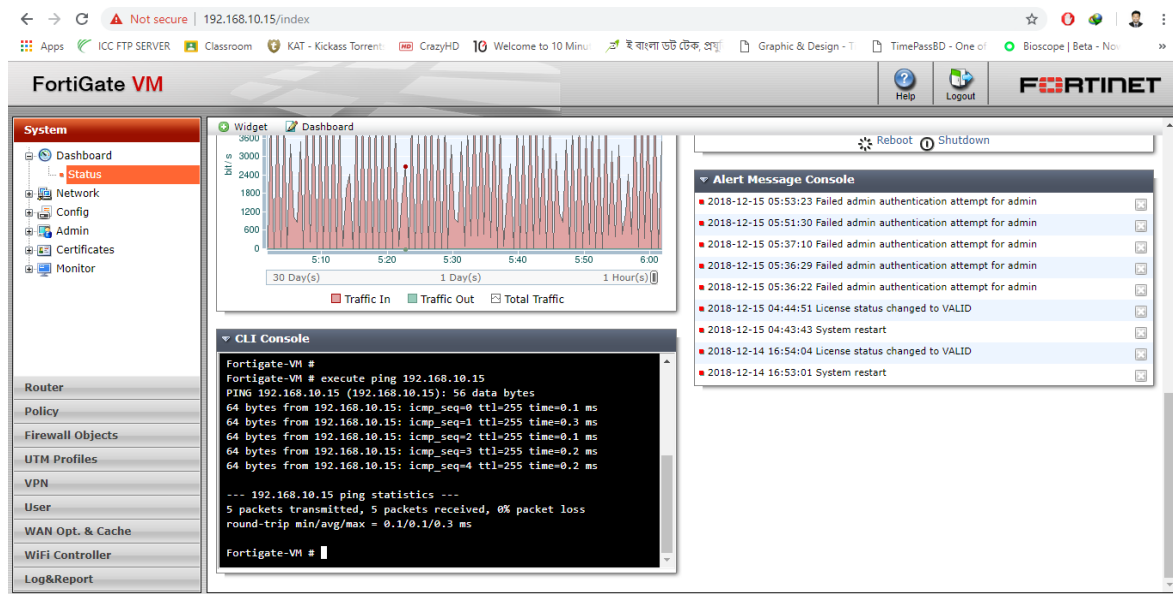 Not secure | 192.168.10.15/index
Apps ICC FTP SERVER Classroom KAT - Kickass Torrent: CrazyHD Welcome to 10 Minu ই বাংলা ডট টেক, Graphic & Design - T TimePassBD - One of Bioscope | Beta - No »
FortiGate VM
Help Logout
FORTINET
Widget Dashboard
System
Dashboard
Status
Network
Config
Admin
Certificates
Monitor
Router
Policy
Firewall Objects
UTM Profiles
VPN
User
WAN Opt. & Cache
WiFi Controller
Log&Report
bit/s
3600
3000
2400
1800
1200
600
0
5:10 5:20 5:30 5:40 5:50 6:00
30 Day(s) 1 Day(s) 1 Hour(s)
Traffic In Traffic Out Total Traffic
CLI Console
Fortigate-VM #
Fortigate-VM # execute ping 192.168.10.15
PING 192.168.10.15 (192.168.10.15): 56 data bytes
64 bytes from 192.168.10.15: icmp_seq=0 ttl=255 time=0.1 ms
64 bytes from 192.168.10.15: icmp_seq=1 ttl=255 time=0.3 ms
64 bytes from 192.168.10.15: icmp_seq=2 ttl=255 time=0.1 ms
64 bytes from 192.168.10.15: icmp_seq=3 ttl=255 time=0.2 ms
64 bytes from 192.168.10.15: icmp_seq=4 ttl=255 time=0.2 ms
--- 192.168.10.15 ping statistics ---
5 packets transmitted, 5 packets received, 0% packet loss
round-trip min/avg/max = 0.1/0.1/0.3 ms
Fortigate-VM #
Reboot Shutdown
Alert Message Console
2018-12-15 05:53:23 Failed admin authentication attempt for admin
2018-12-15 05:51:30 Failed admin authentication attempt for admin
2018-12-15 05:37:10 Failed admin authentication attempt for admin
2018-12-15 05:36:29 Failed admin authentication attempt for admin
2018-12-15 05:36:22 Failed admin authentication attempt for admin
2018-12-15 04:44:51 License status changed to VALID
2018-12-15 04:43:43 System restart
2018-12-14 16:54:04 License status changed to VALID
2018-12-14 16:53:01 System restart